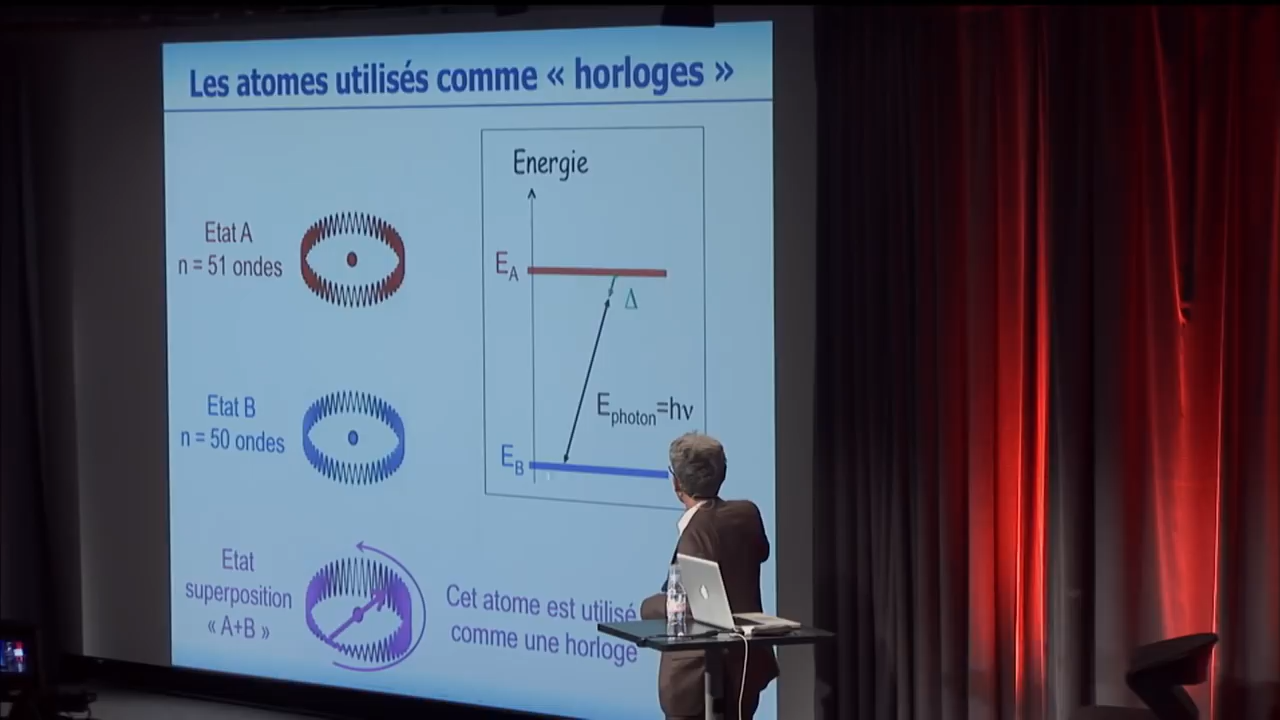 Les atomes utilisés comme « horloges »
Energie
Etat A
n = 51 ondes
E_A
Δ
Etat B
n = 50 ondes
E_photon=hν
E_B
Etat
superposition
« A+B »
Cet atome est utilisé
comme une horloge